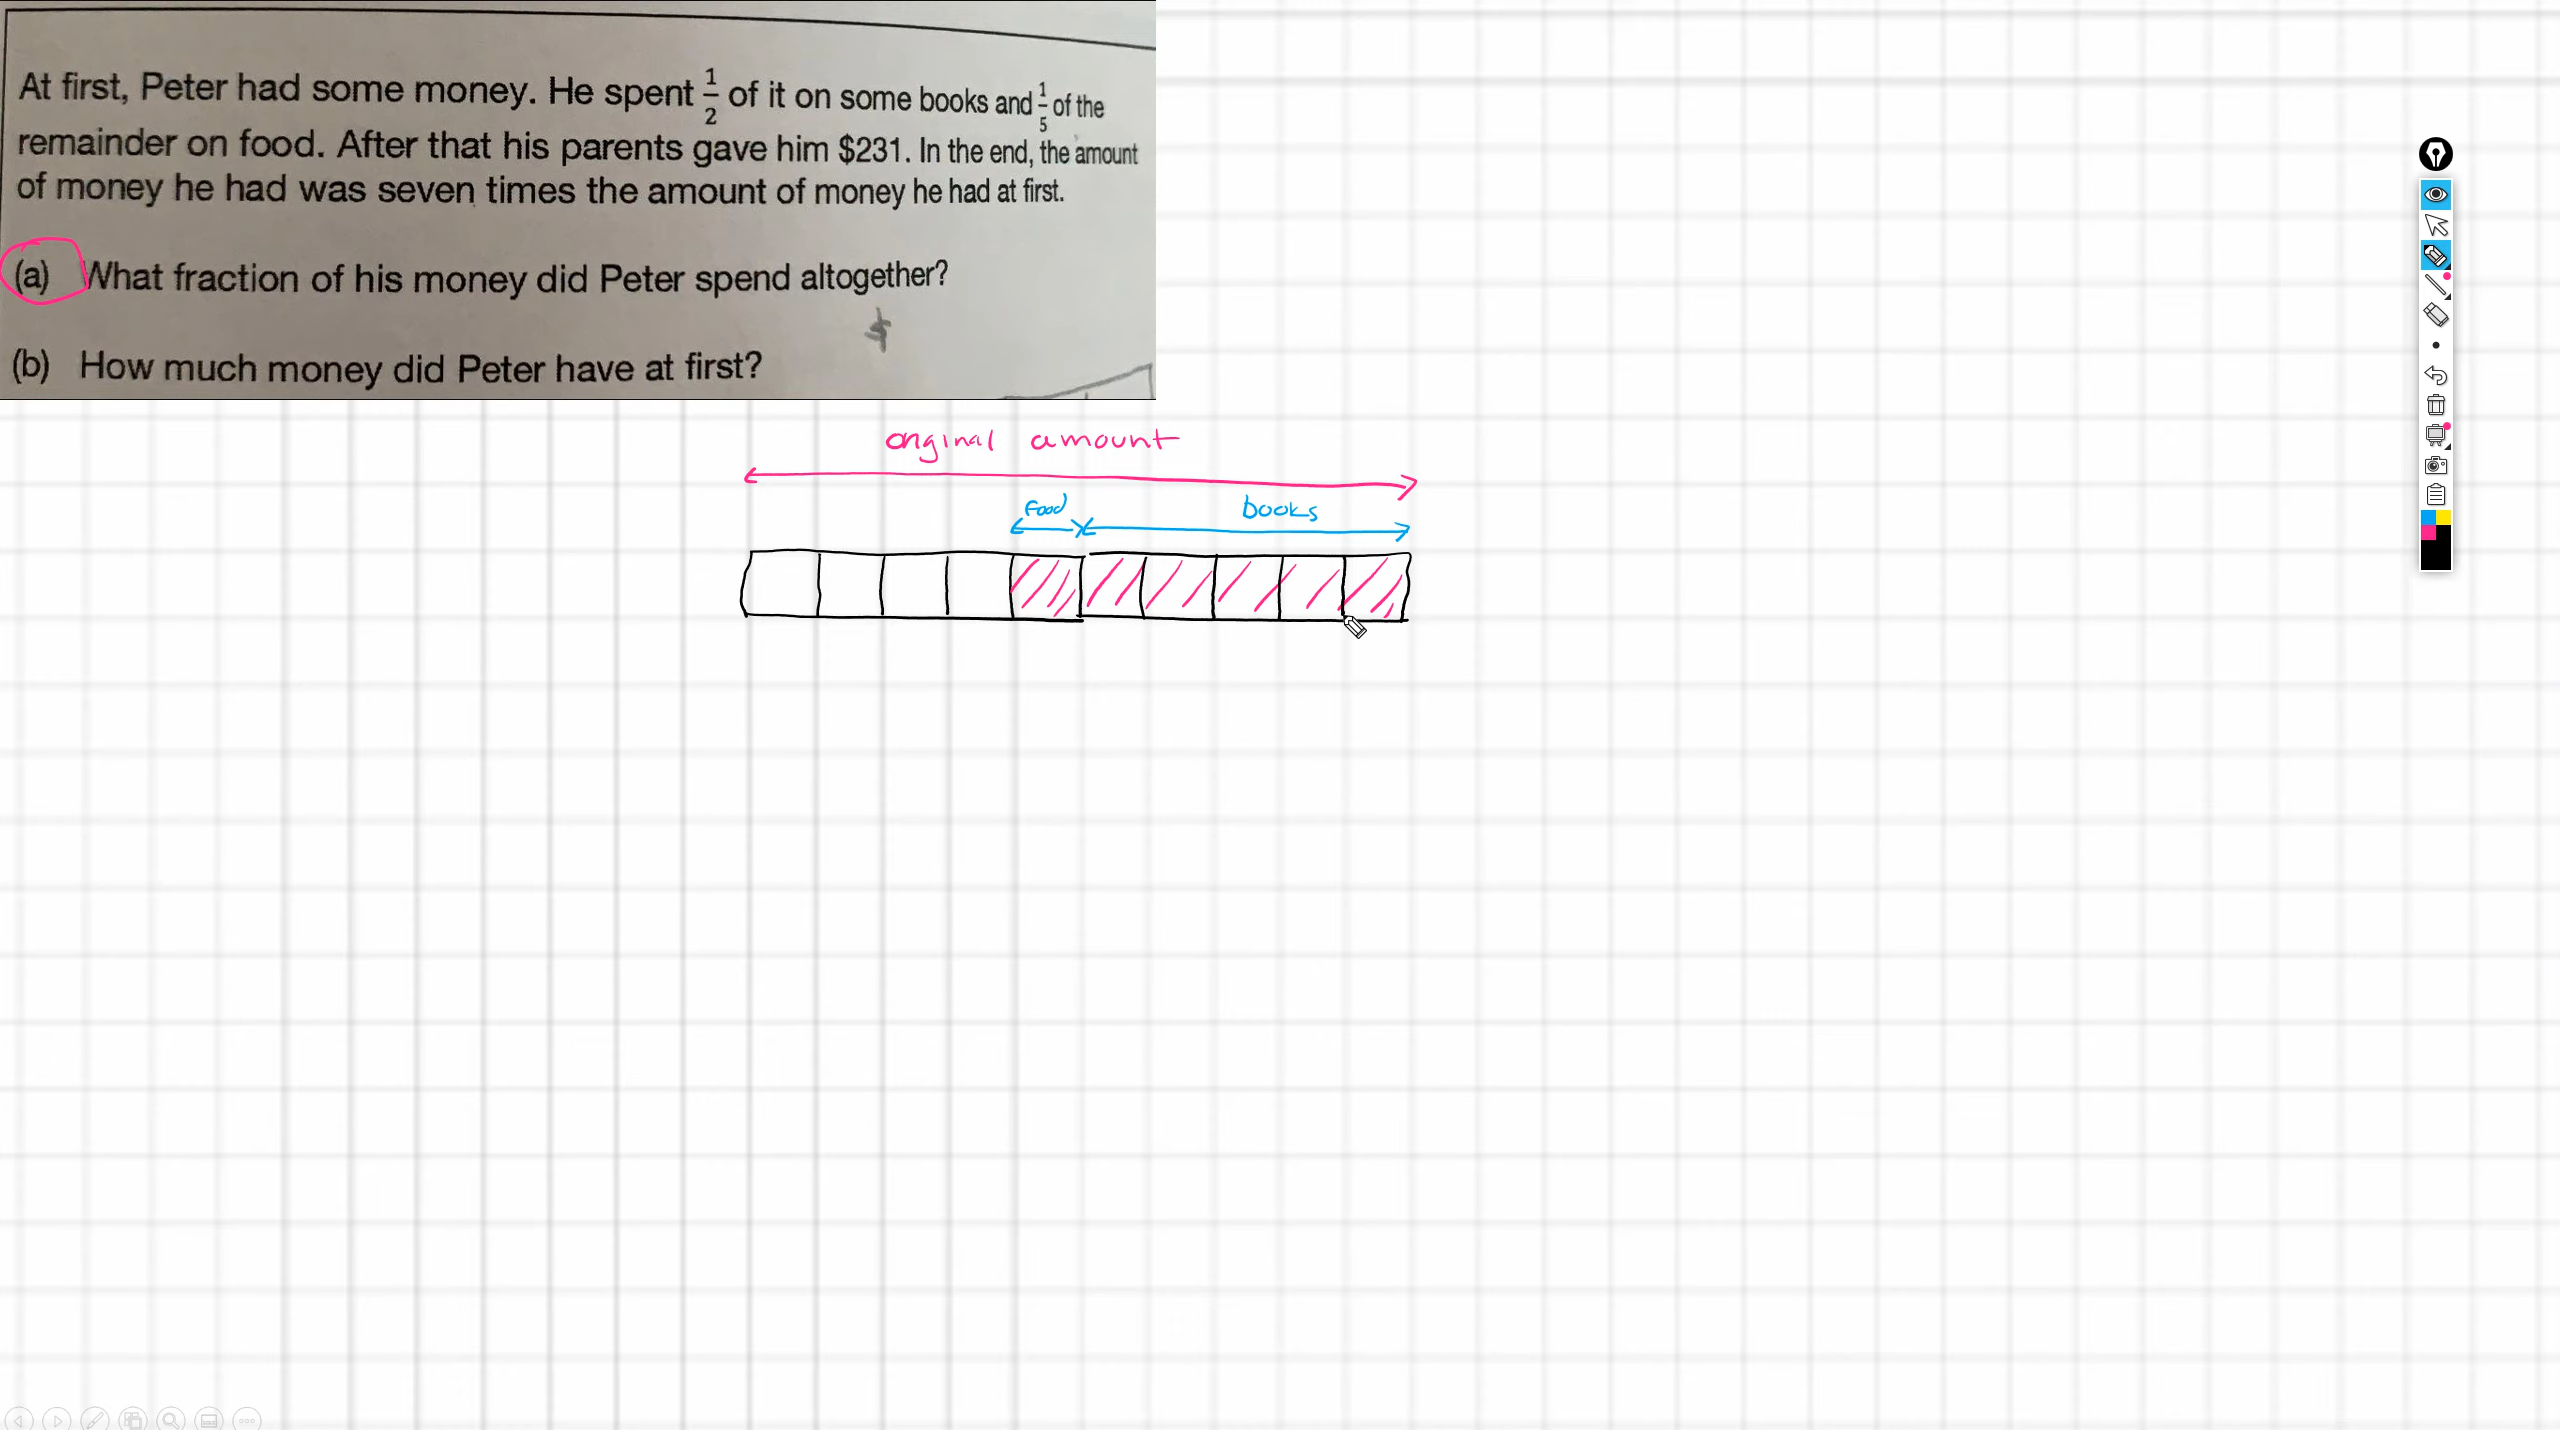 At first, Peter had some money. He spent 1/2 of it on some books and 1/5 of the
remainder on food. After that his parents gave him $231. In the end, the amount
of money he had was seven times the amount of money he had at first.
(a) What fraction of his money did Peter spend altogether?
$
(b) How much money did Peter have at first?
original amount
food
books